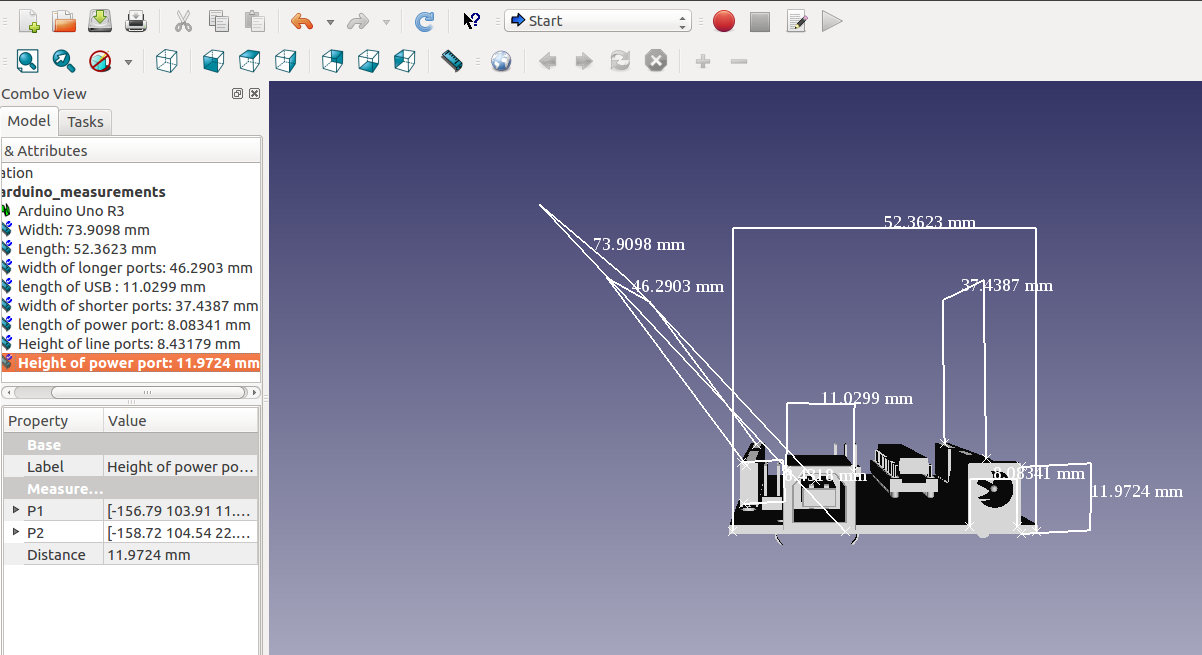 Start
Combo View
Model Tasks
& Attributes
ation
arduino_measurements
Arduino Uno R3
Width: 73.9098 mm
Length: 52.3623 mm
width of longer ports: 46.2903 mm
length of USB : 11.0299 mm
width of shorter ports: 37.4387 mm
length of power port: 8.08341 mm
Height of line ports: 8.43179 mm
Height of power port: 11.9724 mm
Property Value
Base
Label Height of power po...
Measure...
P1 [-156.79 103.91 11....
P2 [-158.72 104.54 22....
Distance 11.9724 mm
52.3623 mm
73.9098 mm
46.2903 mm
37.4387 mm
11.0299 mm
8.08341 mm
11.9724 mm